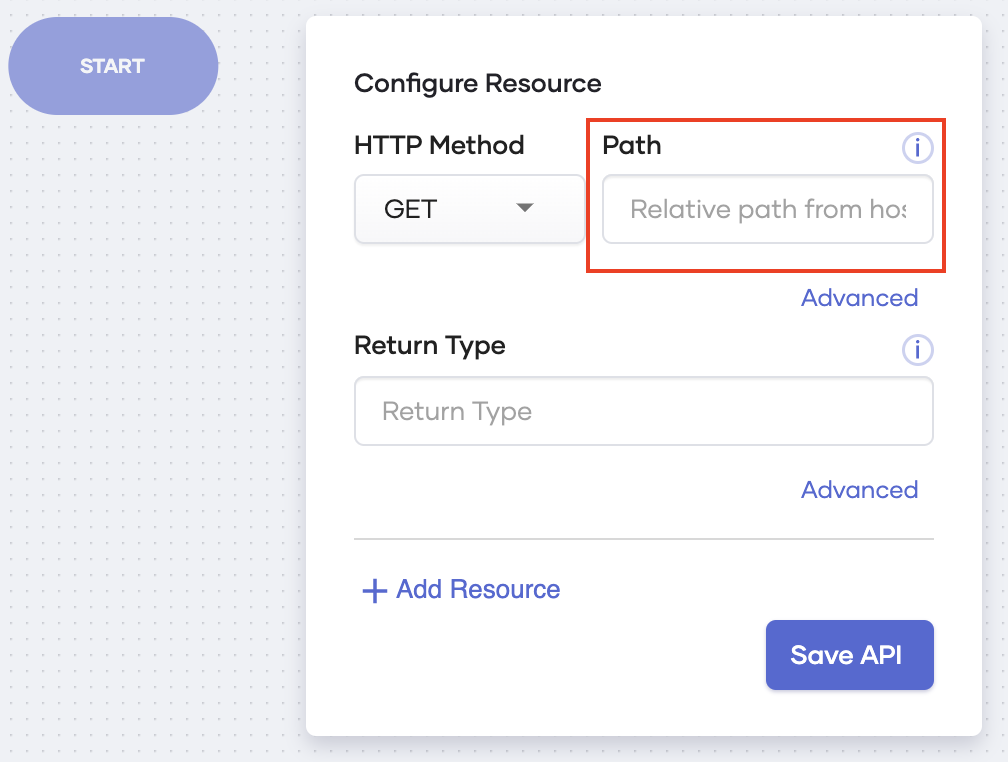 START
Configure Resource
HTTP Method
Path
i
GET
Relative path from hos
Advanced
Return Type
i
Return Type
Advanced
+ Add Resource
Save API